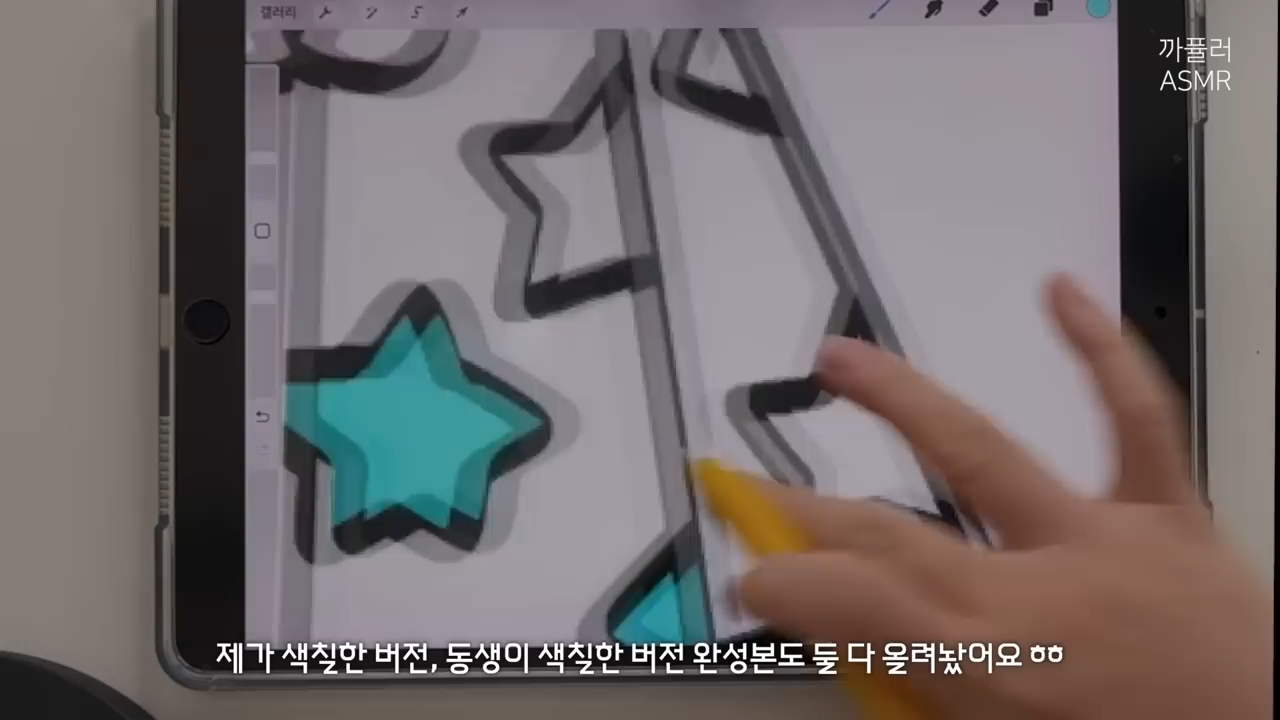 갤러리
까풀러
ASMR
제가 색칠한 버전, 동생이 색칠한 버전 완성본도 둘 다 올려놨어요 ㅎㅎ